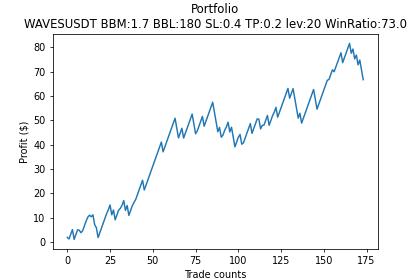 Portfolio
WAVESUSDT BBM:1.7 BBL:180 SL:0.4 TP:0.2 lev:20 WinRatio:73.0
80
70
60
50
40
30
20
10
0
Profit ($)
0 25 50 75 100 125 150 175
Trade counts